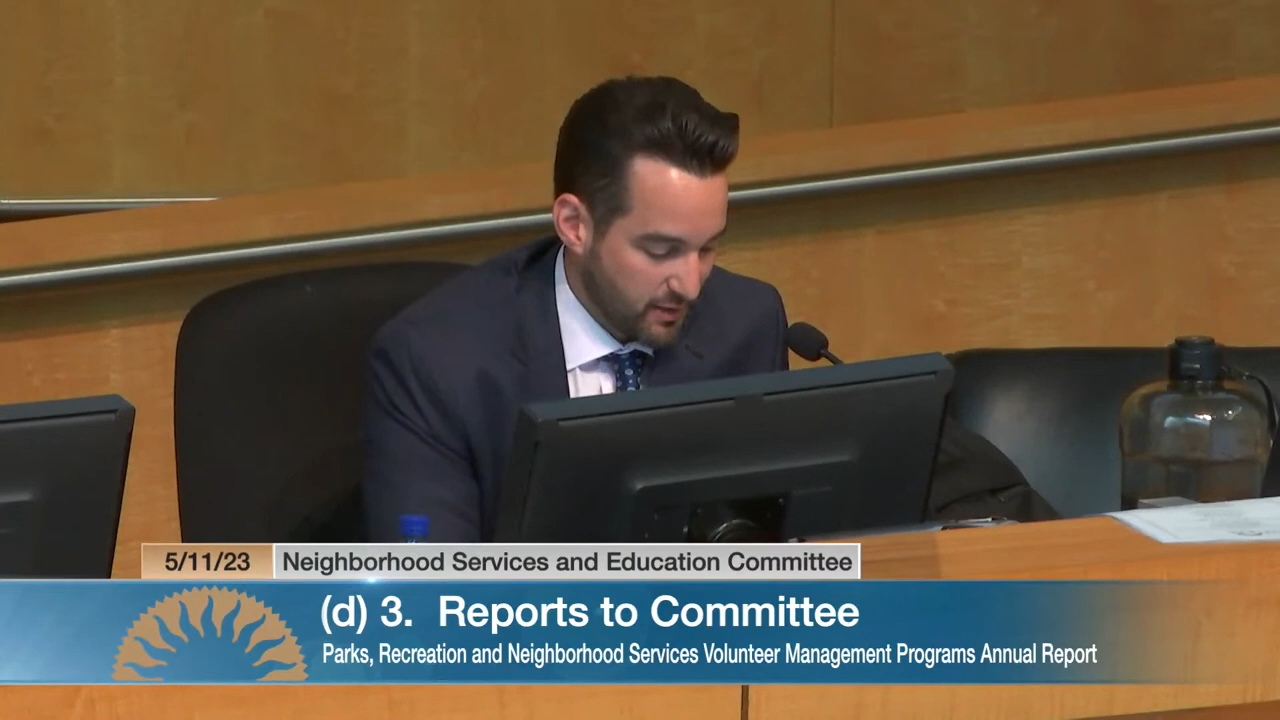 5/11/23 Neighborhood Services and Education Committee
(d) 3. Reports to Committee
Parks, Recreation and Neighborhood Services Volunteer Management Programs Annual Report